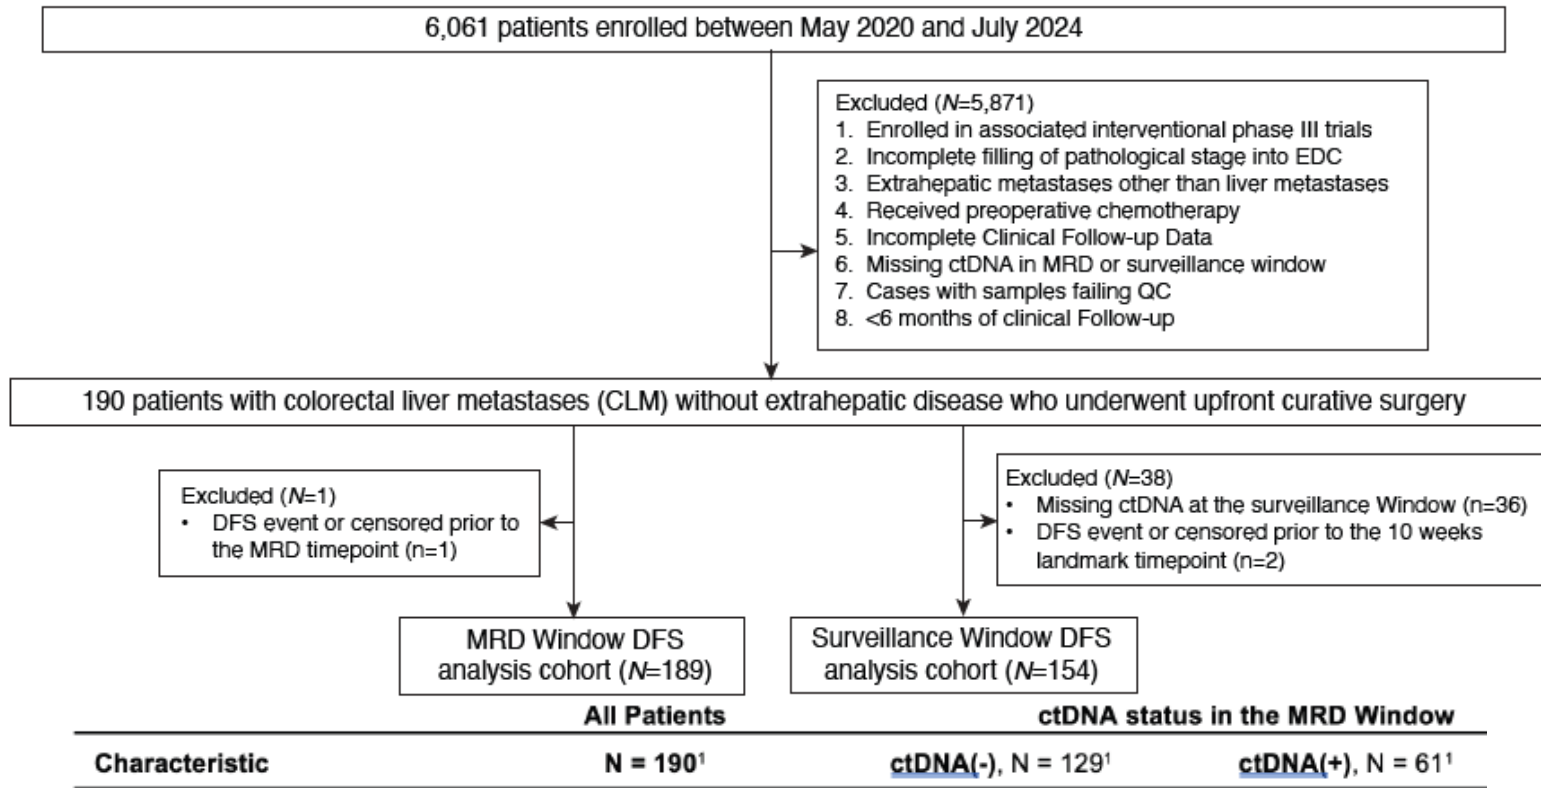 6,061 patients enrolled between May 2020 and July 2024
Excluded (N=5,871)
1. Enrolled in associated interventional phase III trials
2. Incomplete filling of pathological stage into EDC
3. Extrahepatic metastases other than liver metastases
4. Received preoperative chemotherapy
5. Incomplete Clinical Follow-up Data
6. Missing ctDNA in MRD or surveillance window
7. Cases with samples failing QC
8. <6 months of clinical Follow-up
190 patients with colorectal liver metastases (CLM) without extrahepatic disease who underwent upfront curative surgery
Excluded (N=1)
• DFS event or censored prior to
the MRD timepoint (n=1)
Excluded (N=38)
• Missing ctDNA at the surveillance Window (n=36)
• DFS event or censored prior to the 10 weeks
landmark timepoint (n=2)
MRD Window DFS
analysis cohort (N=189)
Surveillance Window DFS
analysis cohort (N=154)
All Patients ctDNA status in the MRD Window
Characteristic N = 190¹ ctDNA(-), N = 129¹ ctDNA(+), N = 61¹